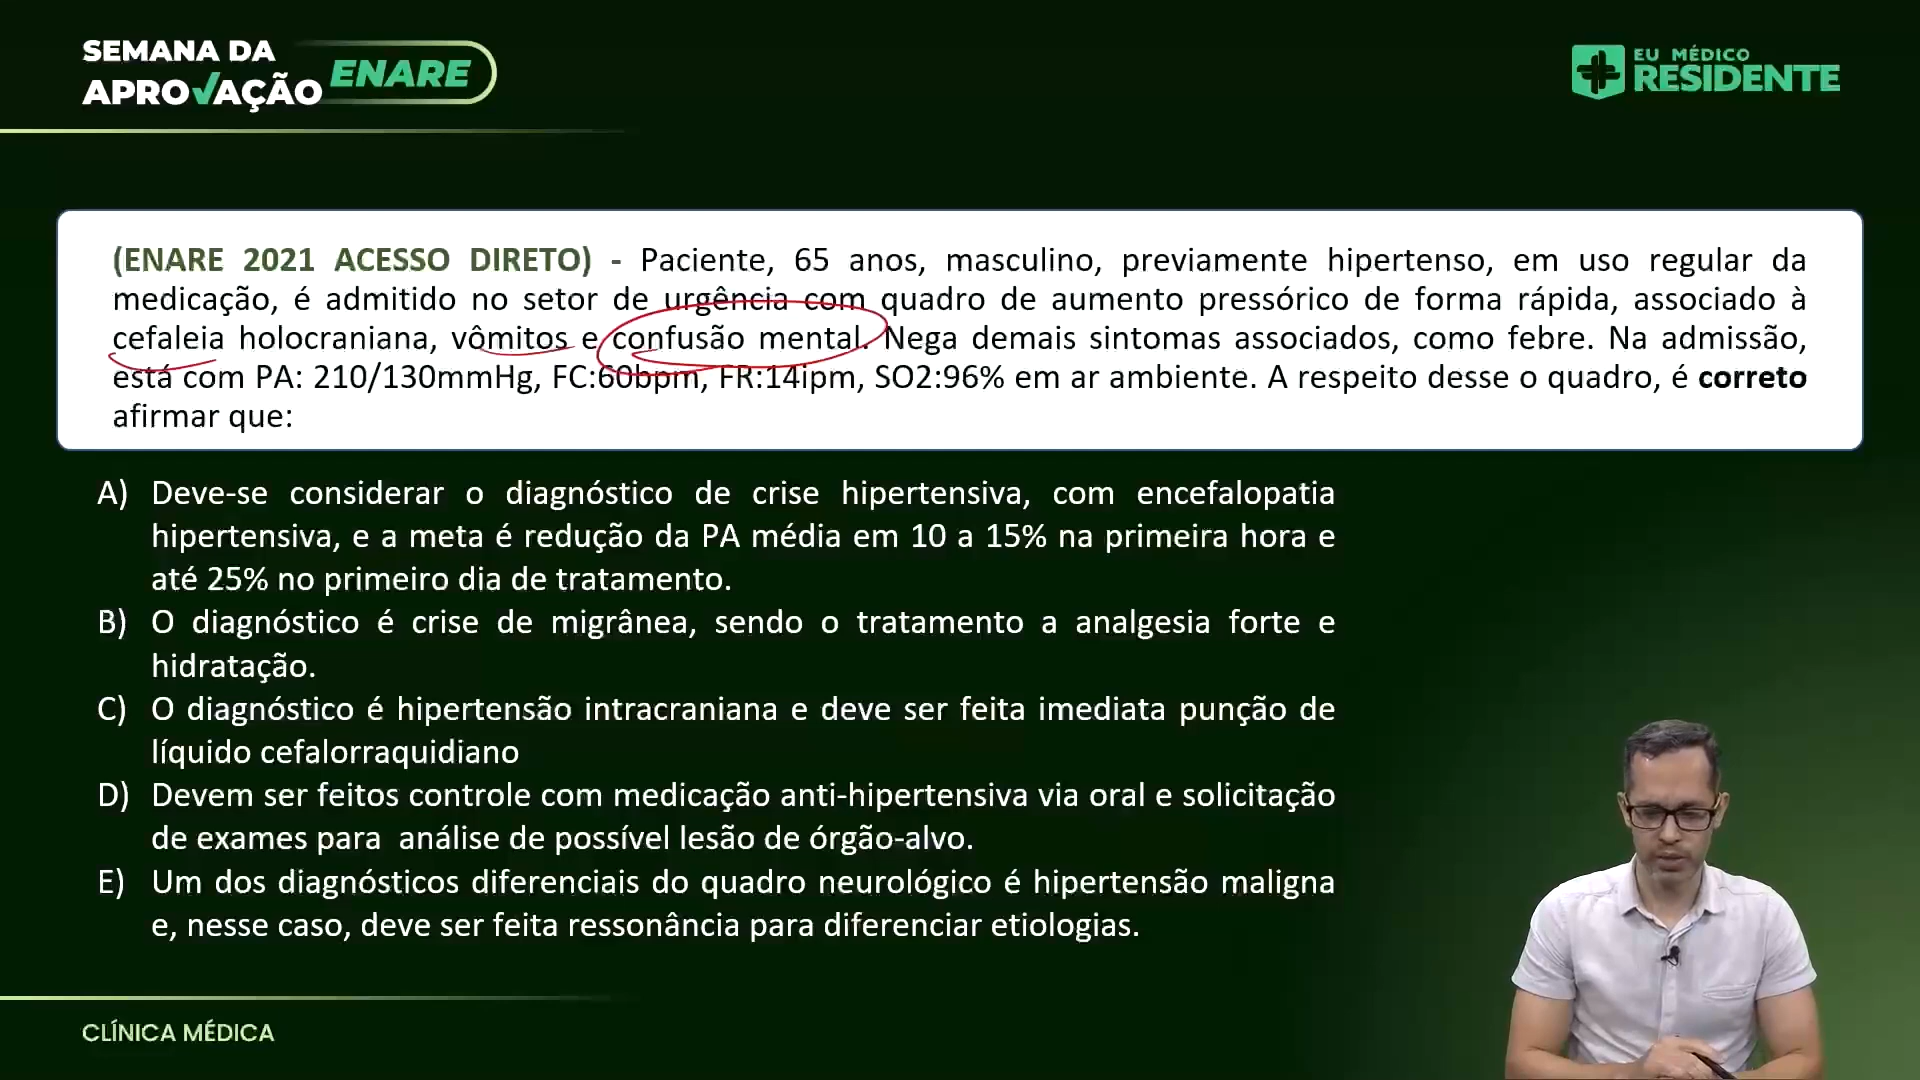 SEMANA DA
APROVAÇÃO ENARE
EU MÉDICO
RESIDENTE
(ENARE 2021 ACESSO DIRETO) - Paciente, 65 anos, masculino, previamente hipertenso, em uso regular da
medicação, é admitido no setor de urgência com quadro de aumento pressórico de forma rápida, associado à
cefaleia holocraniana, vômitos e confusão mental. Nega demais sintomas associados, como febre. Na admissão,
está com PA: 210/130mmHg, FC:60bpm, FR:14ipm, SO2:96% em ar ambiente. A respeito desse o quadro, é correto
afirmar que:
A) Deve-se considerar o diagnóstico de crise hipertensiva, com encefalopatia
hipertensiva, e a meta é redução da PA média em 10 a 15% na primeira hora e
até 25% no primeiro dia de tratamento.
B) O diagnóstico é crise de migrânea, sendo o tratamento a analgesia forte e
hidratação.
C) O diagnóstico é hipertensão intracraniana e deve ser feita imediata punção de
líquido cefalorraquidiano
D) Devem ser feitos controle com medicação anti-hipertensiva via oral e solicitação
de exames para análise de possível lesão de órgão-alvo.
E) Um dos diagnósticos diferenciais do quadro neurológico é hipertensão maligna
e, nesse caso, deve ser feita ressonância para diferenciar etiologias.
CLÍNICA MÉDICA